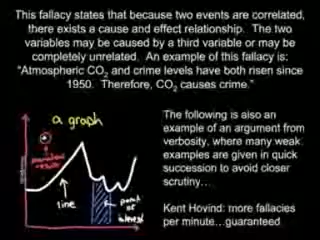 This fallacy states that because two events are correlated,
there exists a cause and effect relationship. The two
variables may be caused by a third variable or may be
completely unrelated. An example of this fallacy is:
"Atmospheric CO₂ and crime levels have both risen since
1950. Therefore, CO₂ causes crime."
a graph
line
point of
interest
The following is also an
example of an argument from
verbosity, where many weak
examples are given in quick
succession to avoid closer
scrutiny…
Kent Hovind: more fallacies
per minute…guaranteed